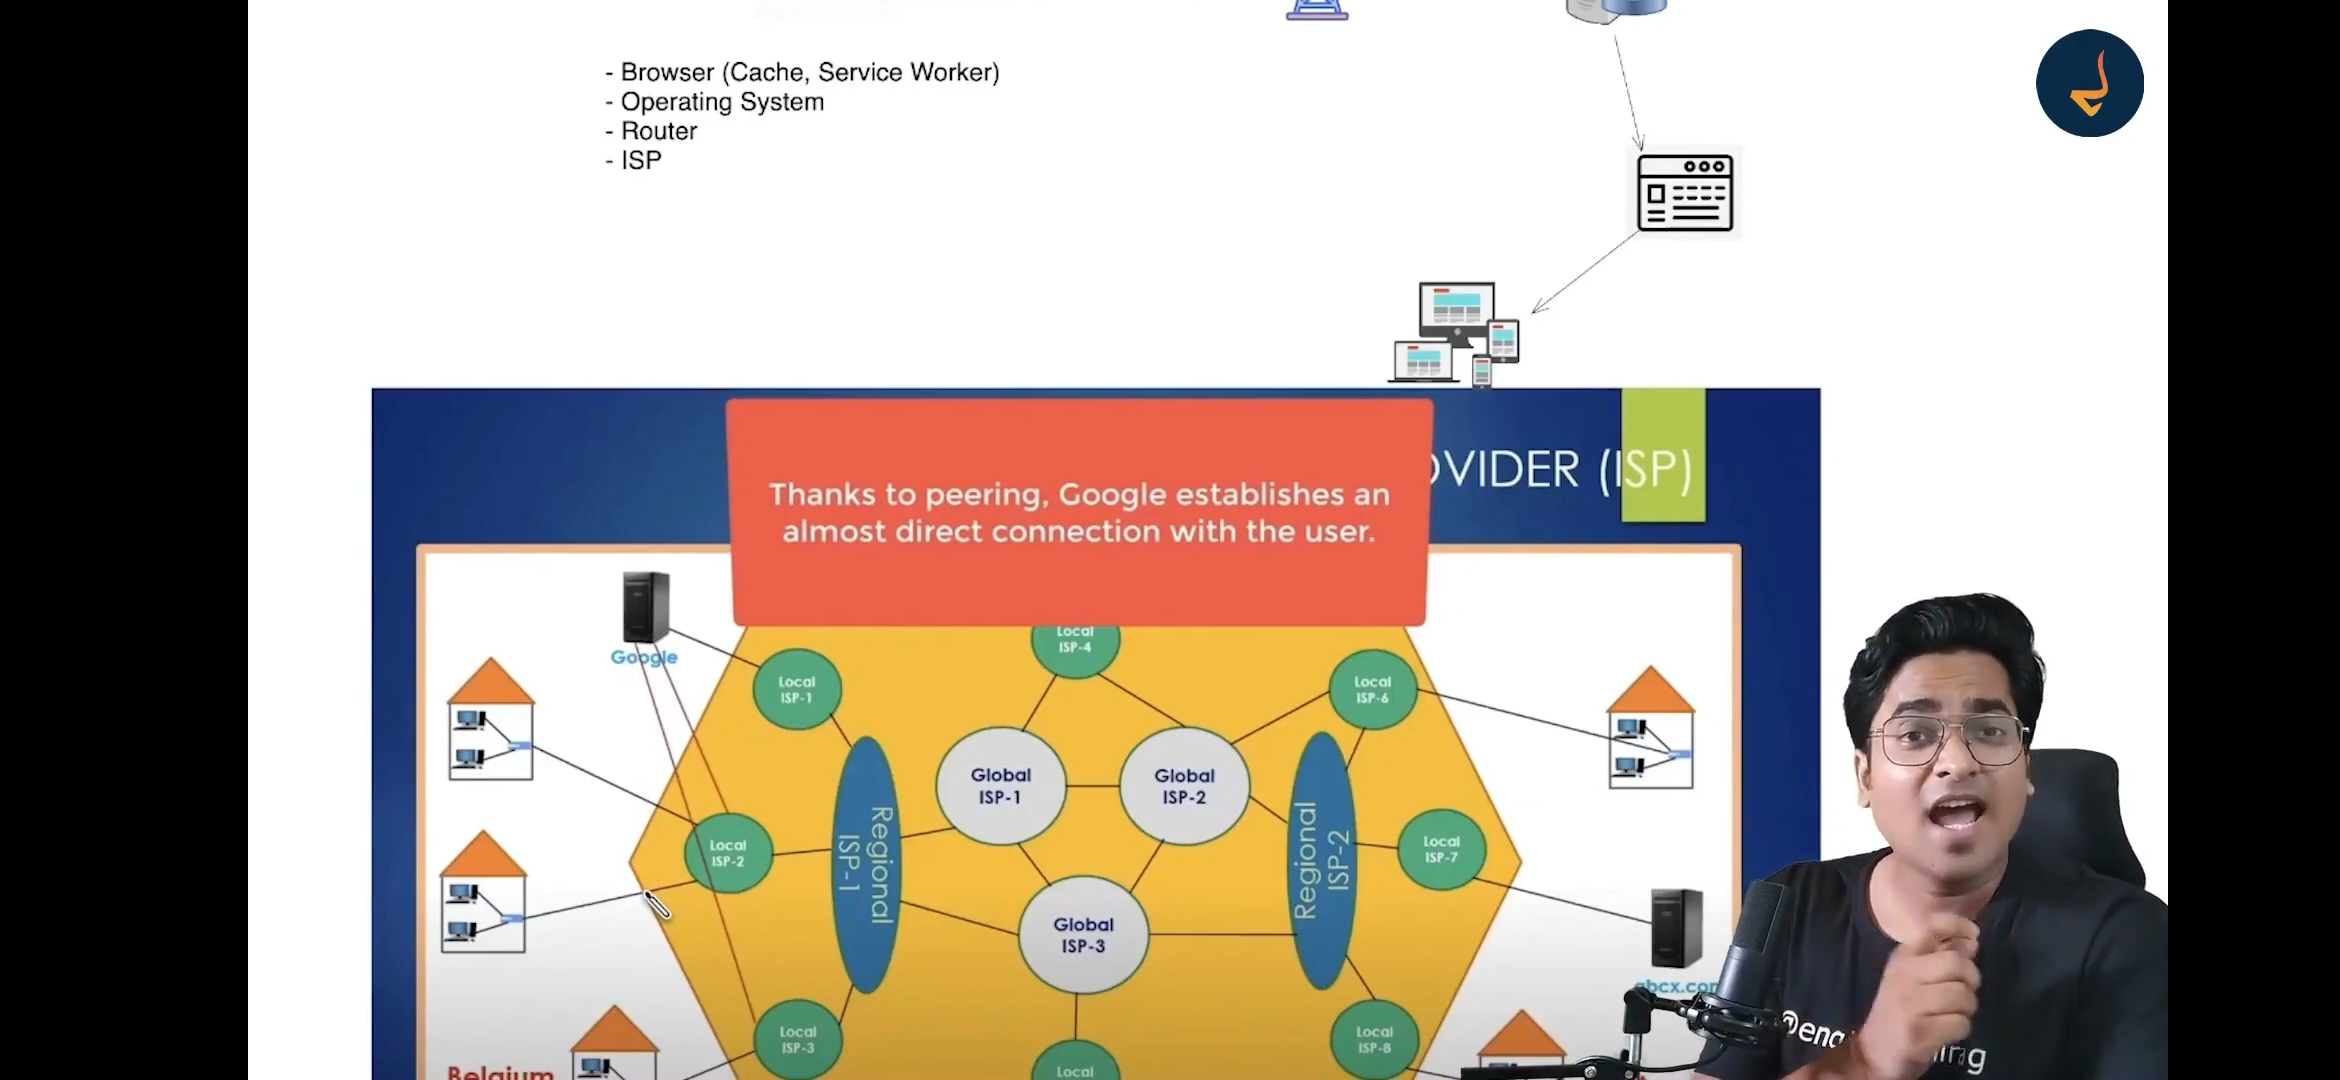 - Browser (Cache, Service Worker)
- Operating System
- Router
- ISP
OVIDER (ISP)
Thanks to peering, Google establishes an
almost direct connection with the user.
Google
Local
ISP-4
Local
ISP-1
Local
ISP-6
Global
ISP-1
Global
ISP-2
Regional
ISP-1
Regional
ISP-2
Local
ISP-2
Local
ISP-7
Global
ISP-3
abcx.com
Local
ISP-3
Local
ISP-8
Belgium
Local